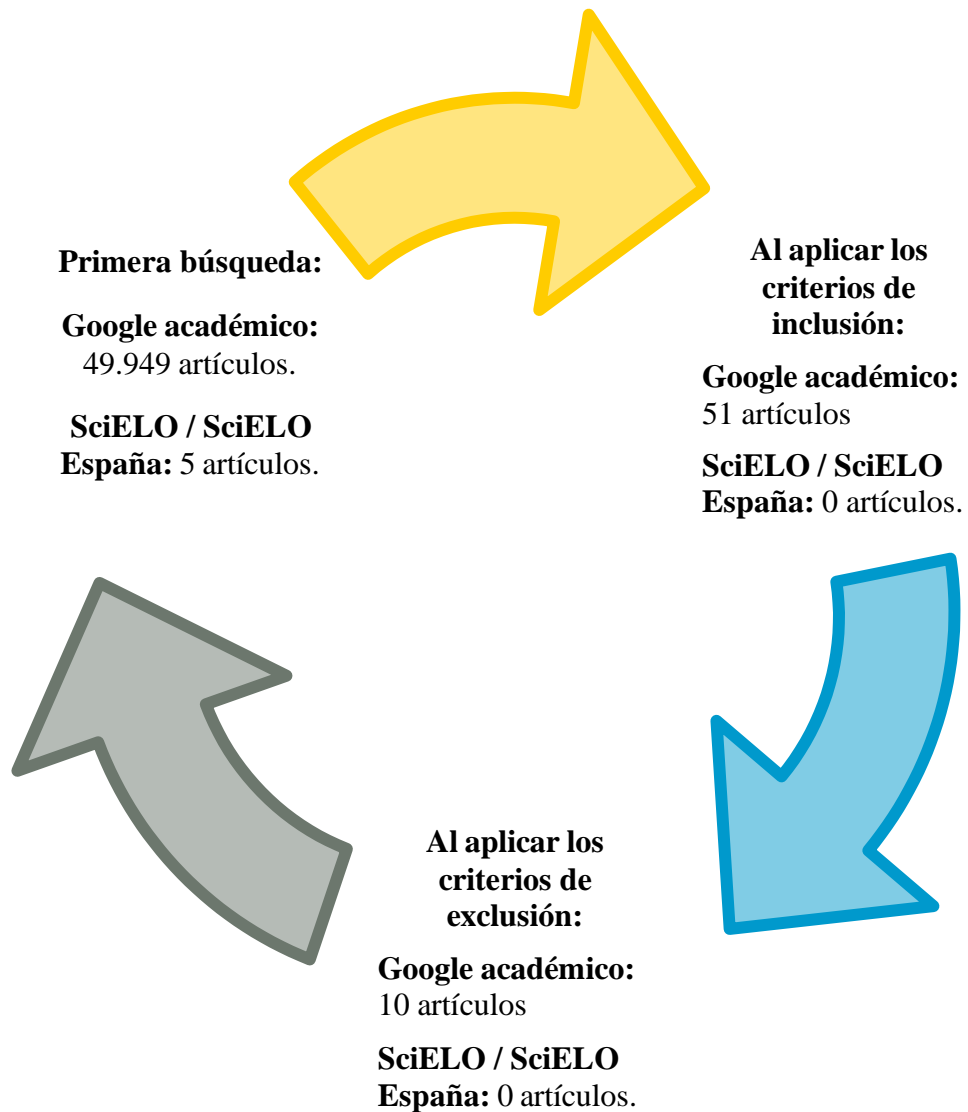 Primera búsqueda:
Google académico:
49.949 artículos.
SciELO / SciELO
España: 5 artículos.
Al aplicar los
criterios de
inclusión:
Google académico:
51 artículos
SciELO / SciELO
España: 0 artículos.
Al aplicar los
criterios de
exclusión:
Google académico:
10 artículos
SciELO / SciELO
España: 0 artículos.